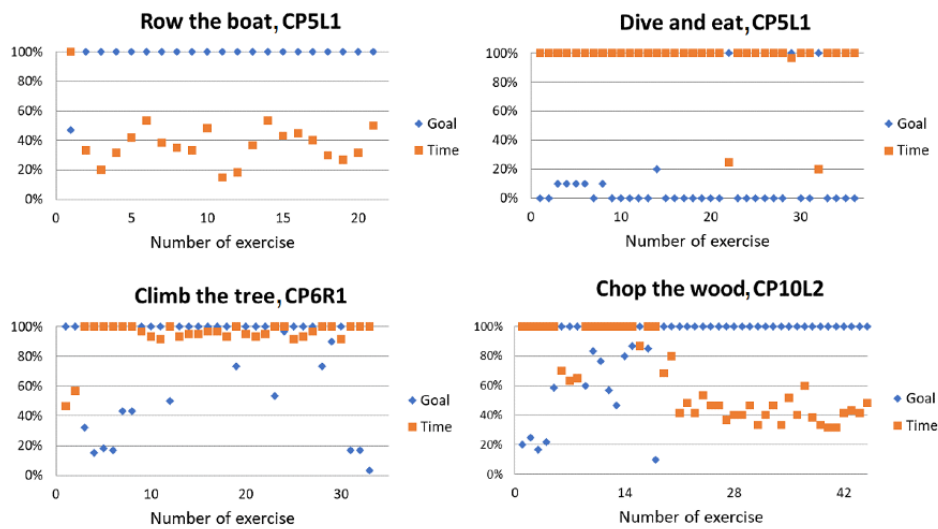 Row the boat, CP5L1
100%
80%
60%
40%
20%
0%
0 5 10 15 20
Number of exercise
Goal
Time
Dive and eat, CP5L1
100%
80%
60%
40%
20%
0%
0 10 20 30
Number of exercise
Goal
Time
Climb the tree, CP6R1
100%
80%
60%
40%
20%
0%
0 10 20 30
Number of exercise
Goal
Time
Chop the wood, CP10L2
100%
80%
60%
40%
20%
0%
0 14 28 42
Number of exercise
Goal
Time